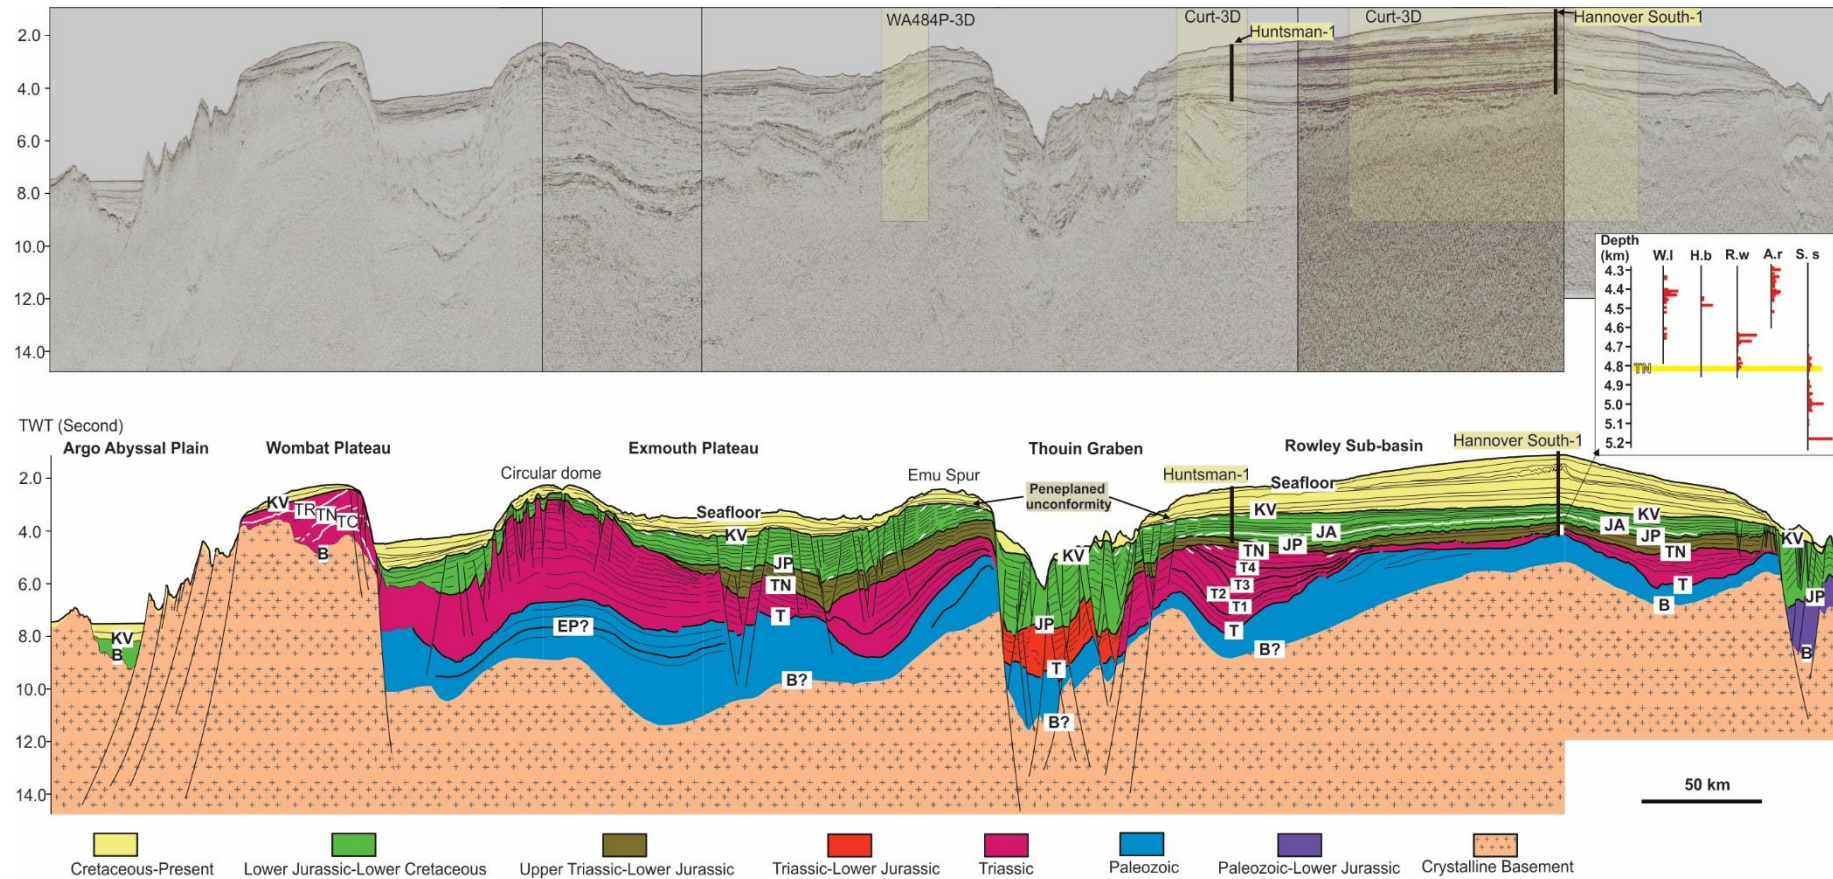 WA484P-3D
Curt-3D
Curt-3D
Hannover South-1
Huntsman-1
2.0
4.0
6.0
8.0
10.0
12.0
14.0
Depth
(km)
W.l
H.b
R.w
A.r
S. s
4.3
4.4
4.5
4.6
4.7
4.8
4.9
5.0
5.1
5.2
TN
TWT (Second)
Argo Abyssal Plain
Wombat Plateau
Exmouth Plateau
Thouin Graben
Rowley Sub-basin
Hannover South-1
Circular dome
Emu Spur
Huntsman-1
Peneplaned
unconformity
Seafloor
Seafloor
2.0
4.0
6.0
8.0
10.0
12.0
14.0
KV
TR
TN
TC
B
KV
B
KV
JP
TN
T
EP?
B?
KV
JP
T
B?
KV
JA
JP
TN
T4
T3
T2
T1
T
B?
KV
JA
JP
TN
T
B
KV
JP
B
50 km
Cretaceous-Present
Lower Jurassic-Lower Cretaceous
Upper Triassic-Lower Jurassic
Triassic-Lower Jurassic
Triassic
Paleozoic
Paleozoic-Lower Jurassic
Crystalline Basement